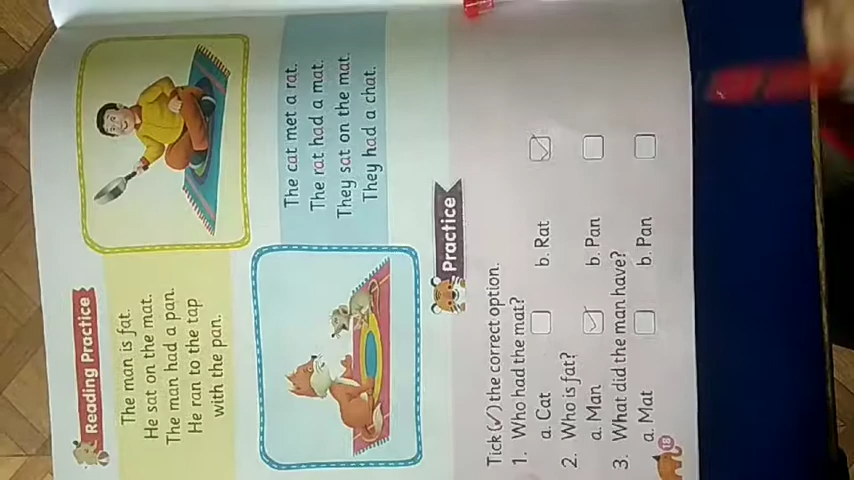 Reading Practice
The man is fat.
He sat on the mat.
The man had a pan.
He ran to the tap
with the pan.
The cat met a rat.
The rat had a mat.
They sat on the mat.
They had a chat.
Practice
Tick (✓) the correct option.
1. Who had the mat?
a. Cat b. Rat ✓
2. Who is fat?
a. Man ✓ b. Pan
3. What did the man have?
a. Mat b. Pan
18